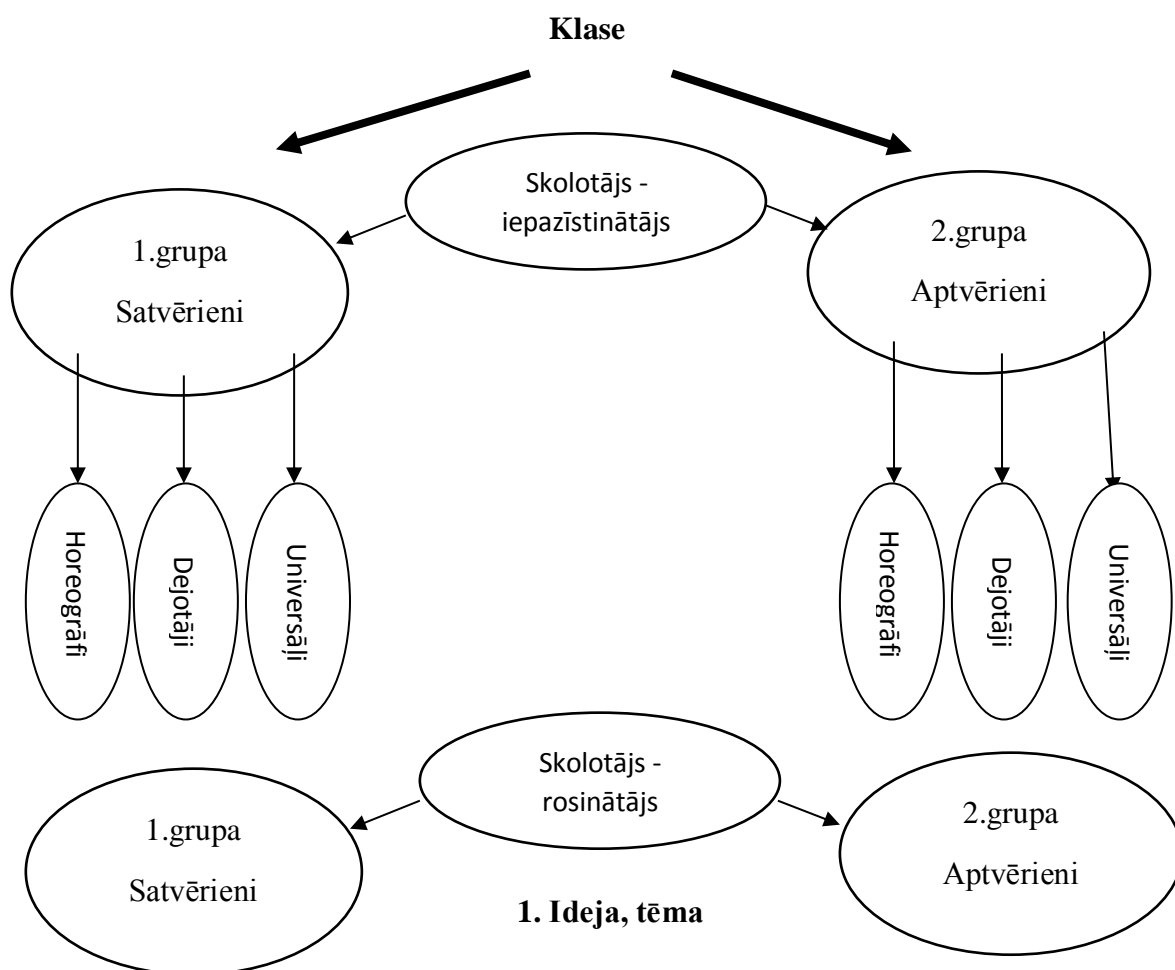 Klase
Skolotājs -
iepazīstinātājs
1.grupa
Satvērieni
2.grupa
Aptvērieni
Horeogrāfi
Dejotāji
Universāļi
Horeogrāfi
Dejotāji
Universāļi
Skolotājs -
rosinātājs
1.grupa
Satvērieni
2.grupa
Aptvērieni
1. Ideja, tēma